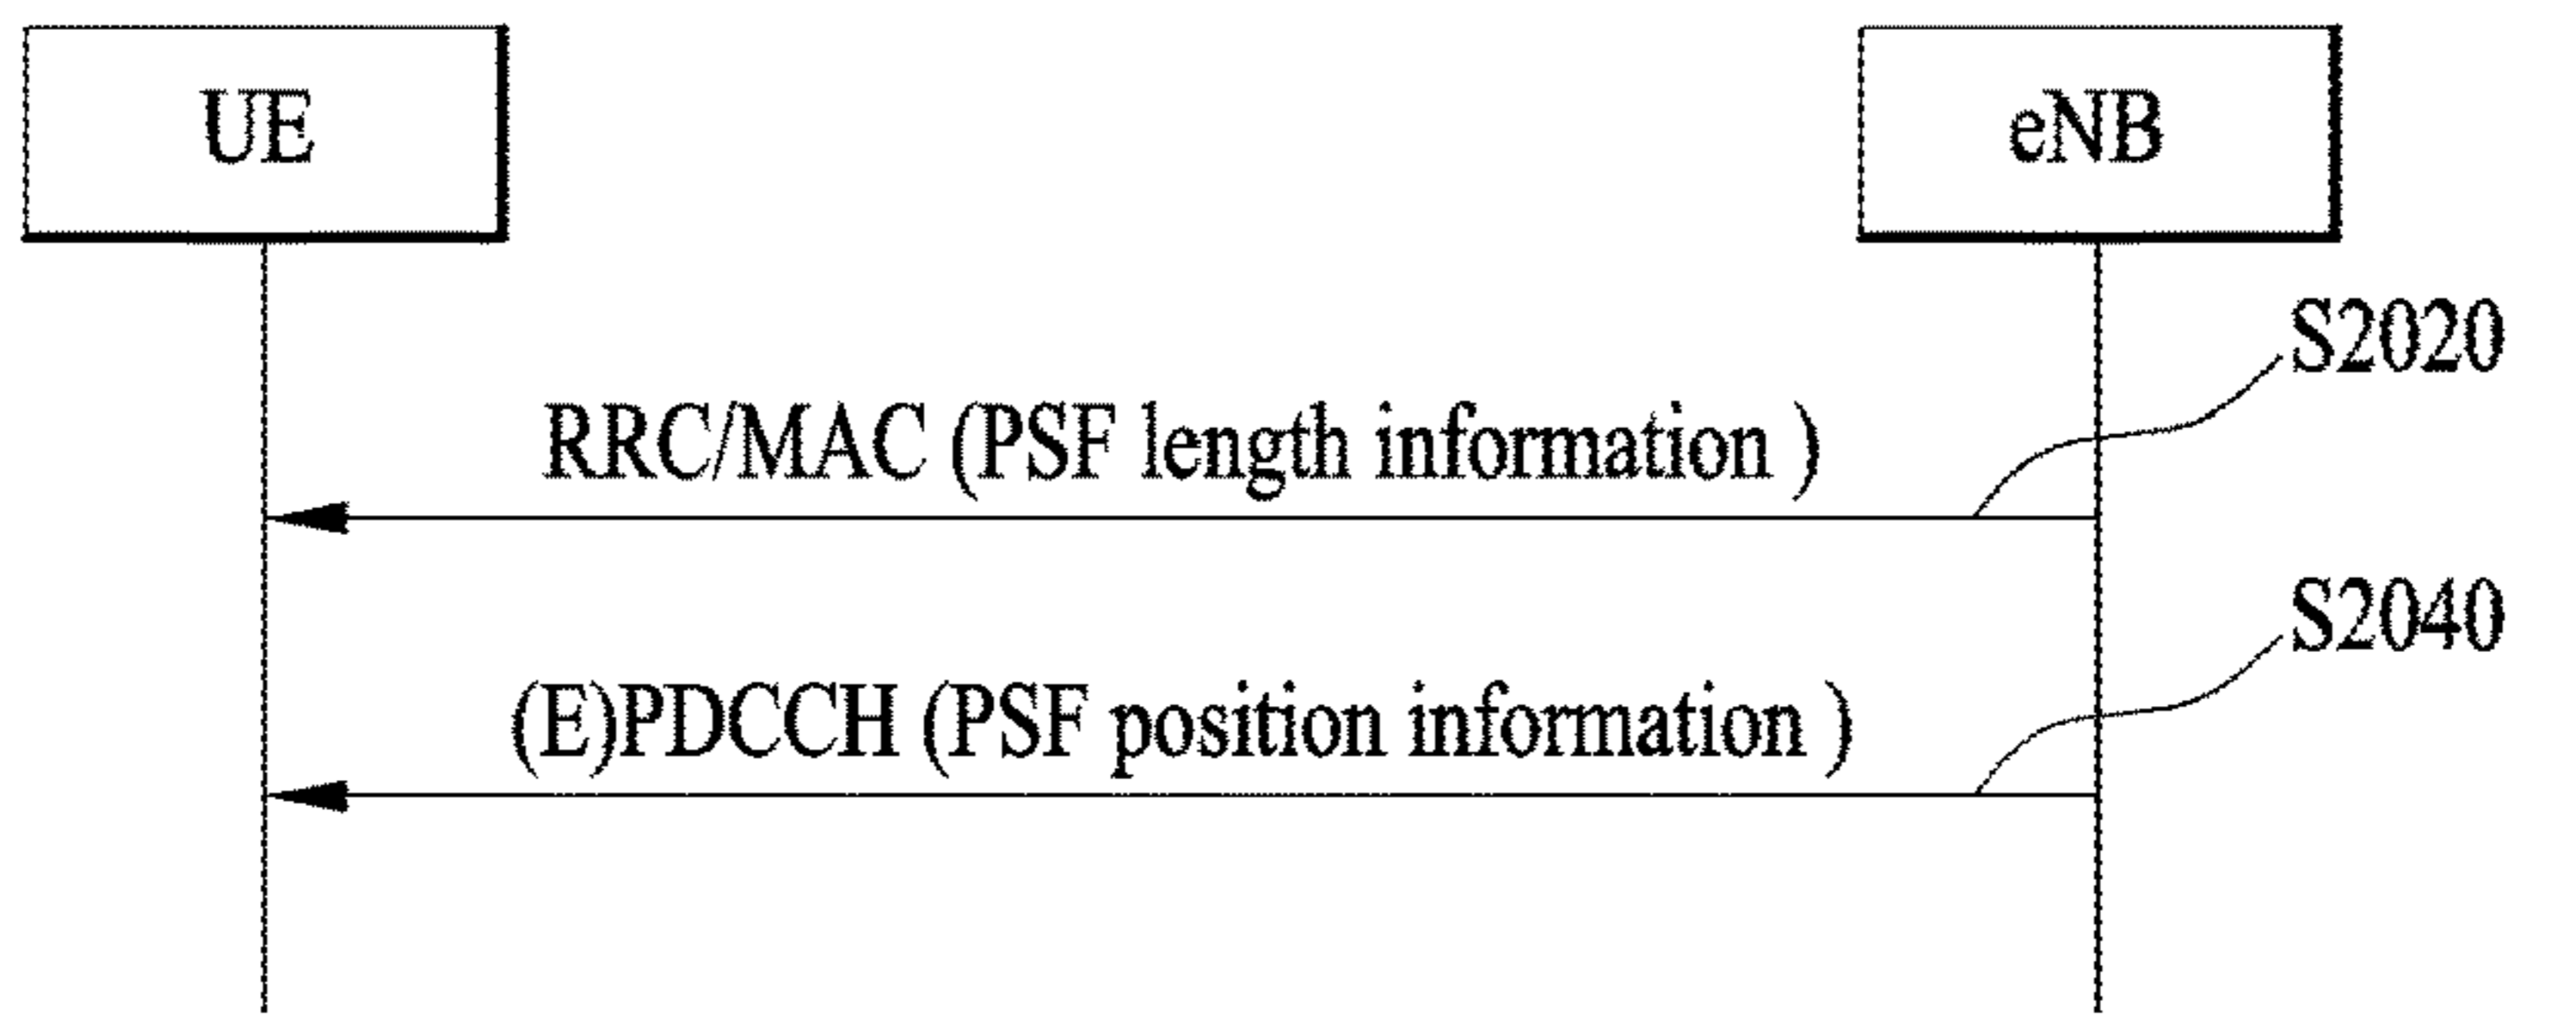 UE
eNB
S2020
RRC/MAC (PSF length information )
S2040
(E)PDCCH (PSF position information )